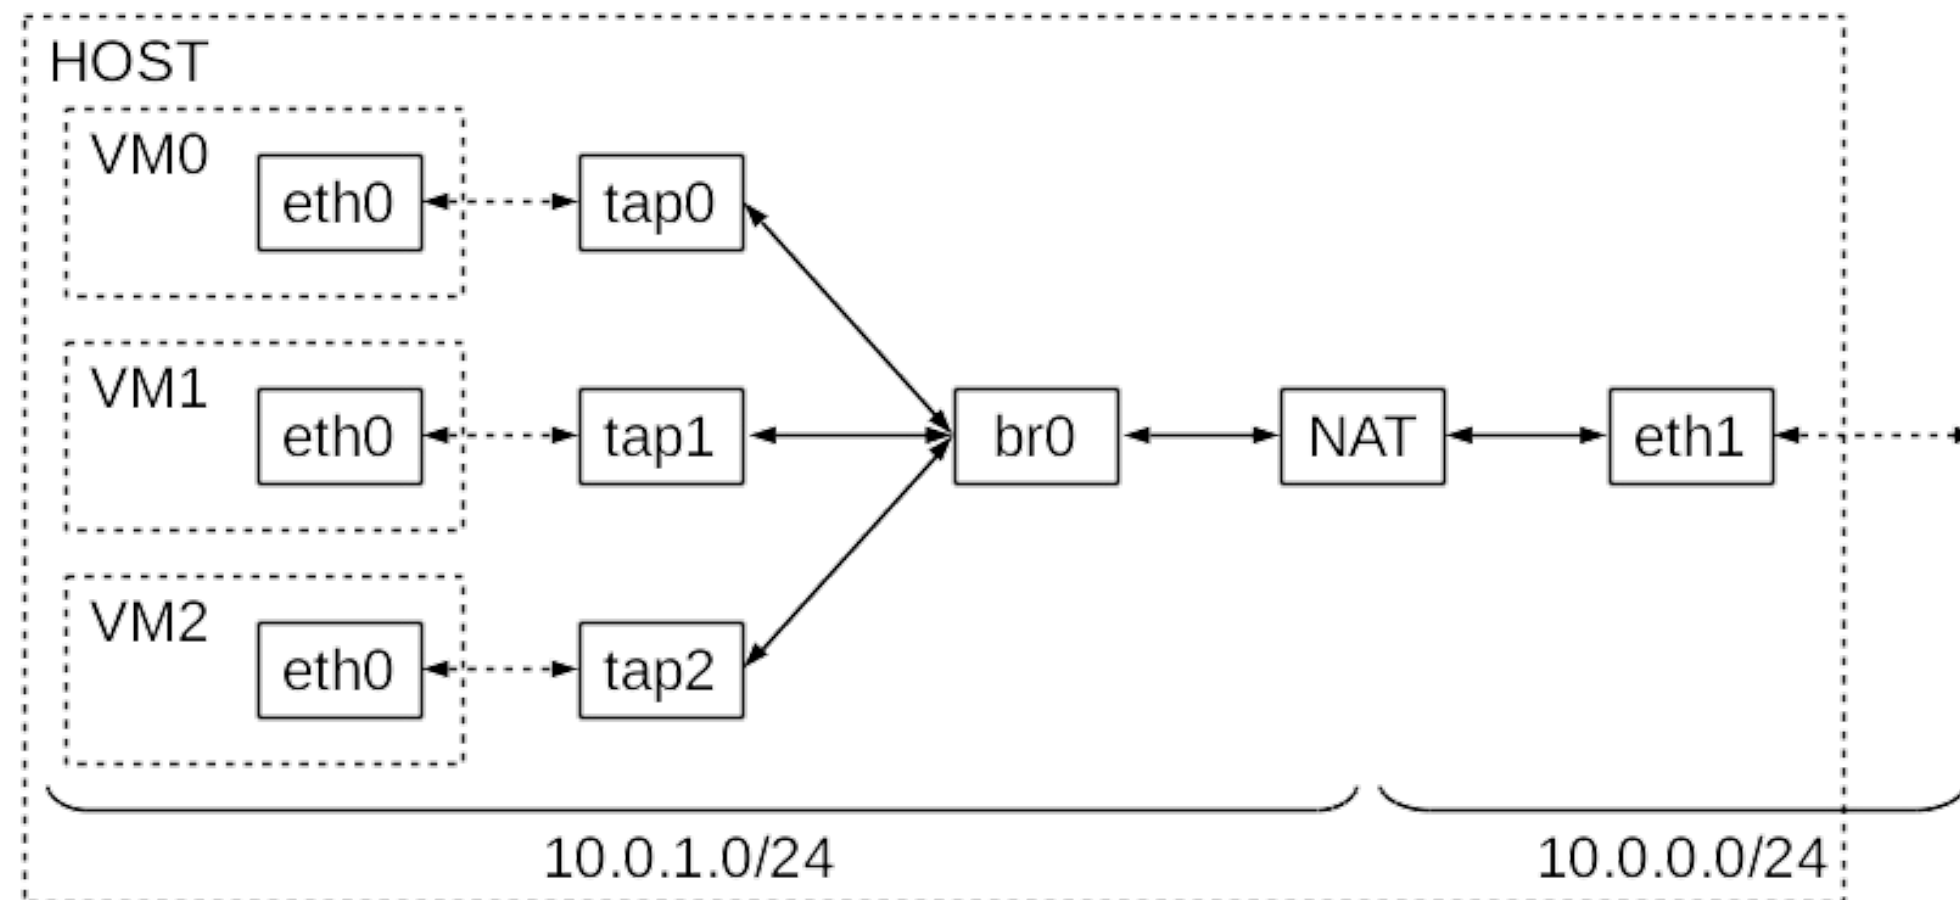 HOST
VM0
eth0
tap0
VM1
eth0
tap1
br0
NAT
eth1
VM2
eth0
tap2
10.0.1.0/24
10.0.0.0/24